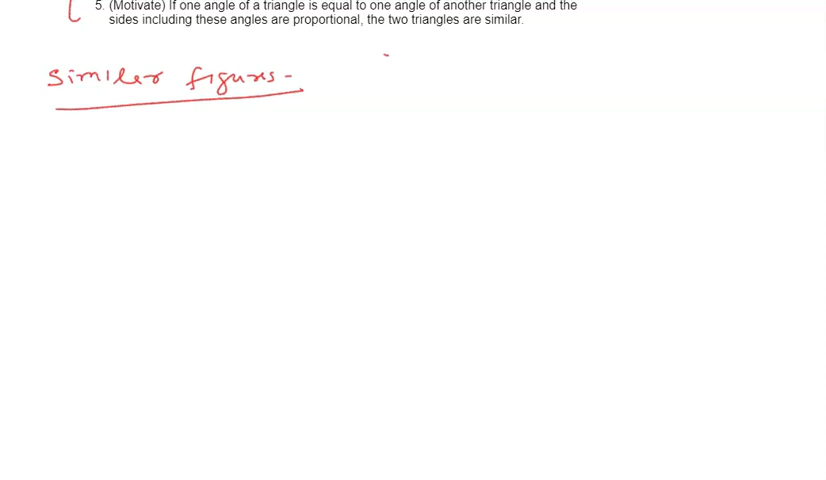 5. (Motivate) If one angle of a triangle is equal to one angle of another triangle and the
sides including these angles are proportional, the two triangles are similar.
Similer figures -